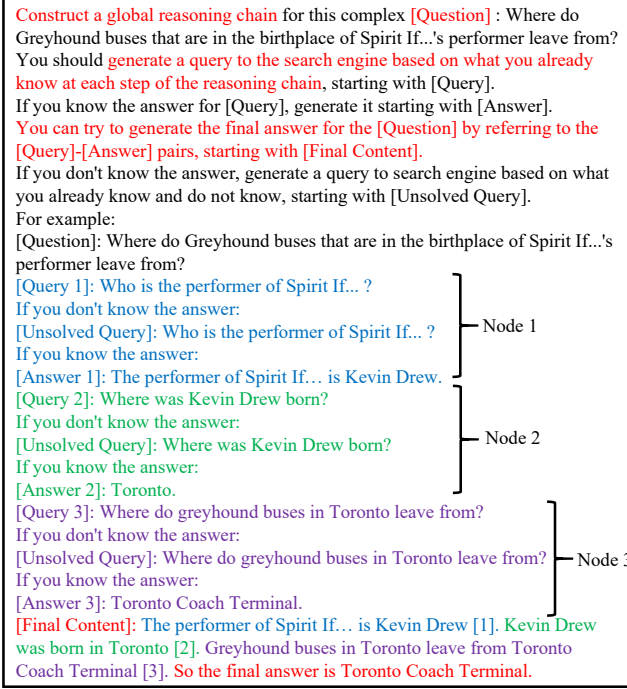 Construct a global reasoning chain for this complex [Question] : Where do
Greyhound buses that are in the birthplace of Spirit If...'s performer leave from?
You should generate a query to the search engine based on what you already
know at each step of the reasoning chain, starting with [Query].
If you know the answer for [Query], generate it starting with [Answer].
You can try to generate the final answer for the [Question] by referring to the
[Query]-[Answer] pairs, starting with [Final Content].
If you don't know the answer, generate a query to search engine based on what
you already know and do not know, starting with [Unsolved Query].
For example:
[Question]: Where do Greyhound buses that are in the birthplace of Spirit If...'s
performer leave from?
[Query 1]: Who is the performer of Spirit If... ?
If you don't know the answer:
[Unsolved Query]: Who is the performer of Spirit If... ?
If you know the answer:
[Answer 1]: The performer of Spirit If… is Kevin Drew.
Node 1
[Query 2]: Where was Kevin Drew born?
If you don't know the answer:
[Unsolved Query]: Where was Kevin Drew born?
If you know the answer:
[Answer 2]: Toronto.
Node 2
[Query 3]: Where do greyhound buses in Toronto leave from?
If you don't know the answer:
[Unsolved Query]: Where do greyhound buses in Toronto leave from?
If you know the answer:
[Answer 3]: Toronto Coach Terminal.
Node 3
[Final Content]: The performer of Spirit If… is Kevin Drew [1]. Kevin Drew
was born in Toronto [2]. Greyhound buses in Toronto leave from Toronto
Coach Terminal [3]. So the final answer is Toronto Coach Terminal.